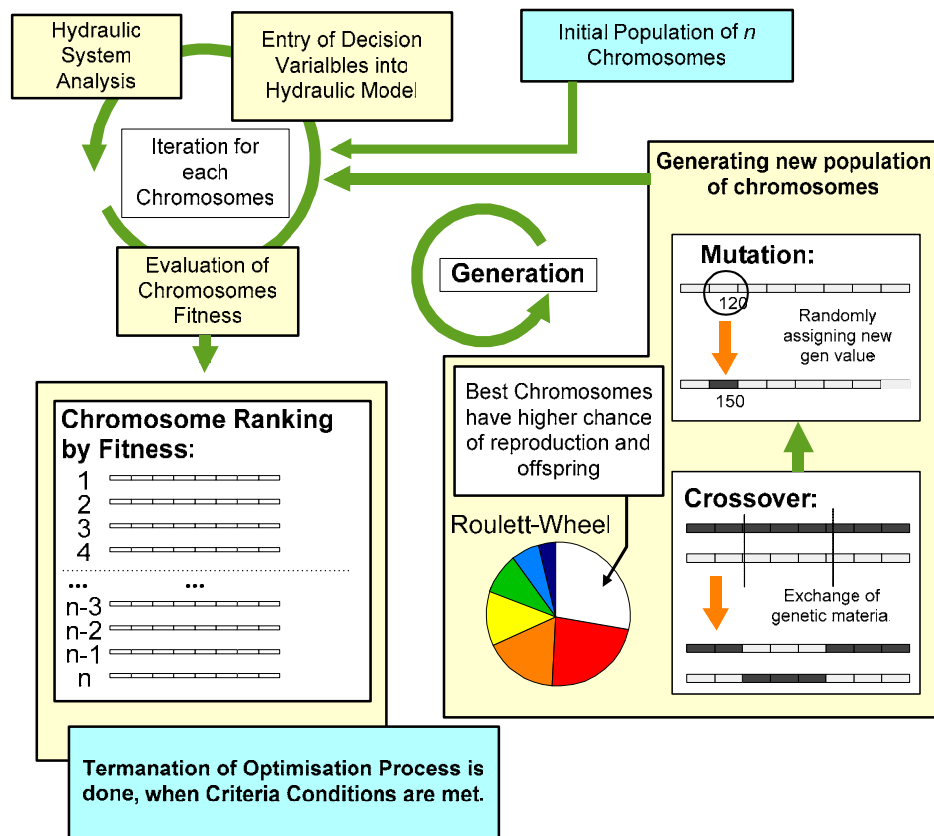 Hydraulic
System
Analysis
Entry of Decision
Varialbles into
Hydraulic Model
Initial Population of n
Chromosomes
Iteration for
each
Chromosomes
Evaluation of
Chromosomes
Fitness
Generation
Generating new population
of chromosomes
Mutation:
120
Randomly
assigning new
gen value
150
Best Chromosomes
have higher chance
of reproduction and
offspring
Roulett-Wheel
Crossover:
Exchange of
genetic materia
Chromosome Ranking
by Fitness:
1
2
3
4
... ...
n-3
n-2
n-1
n
Termanation of Optimisation Process is
done, when Criteria Conditions are met.